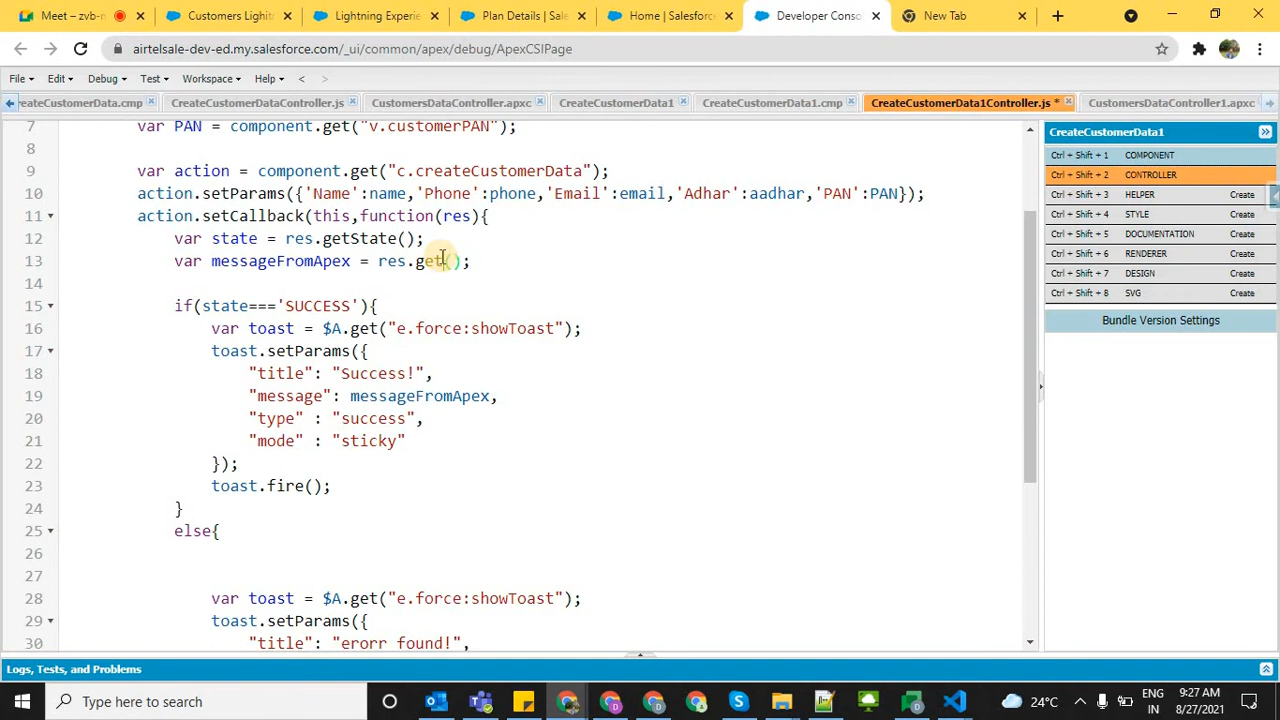 Meet – zvb-n
Customers Lighitn
Lightning Experie
Plan Details | Sale
Home | Salesforce
Developer Conso
New Tab
airtelsale-dev-ed.my.salesforce.com/_ui/common/apex/debug/ApexCSIPage
File Edit Debug Test Workspace Help < >
reateCustomerData.cmp
CreateCustomerDataController.js
CustomersDataController.apxc
CreateCustomerData1
CreateCustomerData1.cmp
CreateCustomerData1Controller.js *
CustomersDataController1.apxc
7 var PAN = component.get("v.customerPAN");
8
9 var action = component.get("c.createCustomerData");
10 action.setParams({'Name':name,'Phone':phone,'Email':email,'Adhar':aadhar,'PAN':PAN});
11 action.setCallback(this,function(res){
12 var state = res.getState();
13 var messageFromApex = res.get();
14
15 if(state==='SUCCESS'){
16 var toast = $A.get("e.force:showToast");
17 toast.setParams({
18 "title": "Success!",
19 "message": messageFromApex,
20 "type" : "success",
21 "mode" : "sticky"
22 });
23 toast.fire();
24 }
25 else{
26
27
28 var toast = $A.get("e.force:showToast");
29 toast.setParams({
30 "title": "erorr found!",
CreateCustomerData1
Ctrl + Shift + 1 COMPONENT
Ctrl + Shift + 2 CONTROLLER
Ctrl + Shift + 3 HELPER Create
Ctrl + Shift + 4 STYLE Create
Ctrl + Shift + 5 DOCUMENTATION Create
Ctrl + Shift + 6 RENDERER Create
Ctrl + Shift + 7 DESIGN Create
Ctrl + Shift + 8 SVG Create
Bundle Version Settings
Logs, Tests, and Problems
Type here to search
24°C
ENG
IN
9:27 AM
8/27/2021